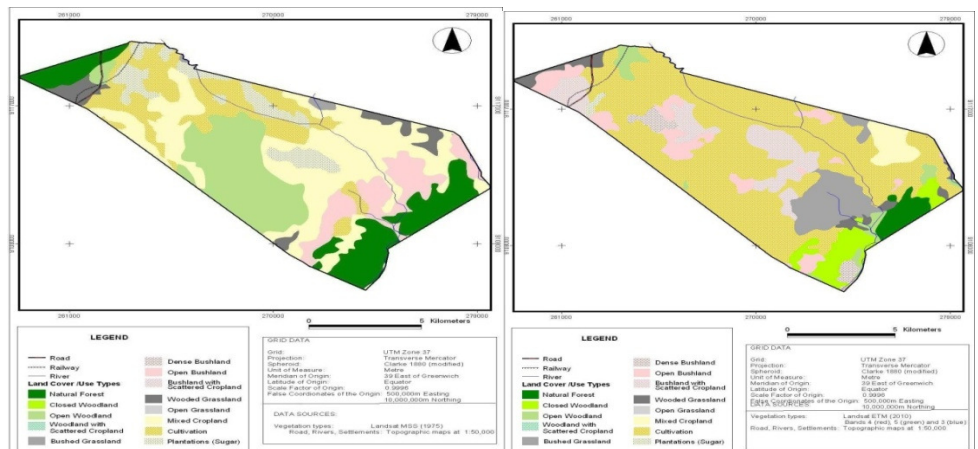 261000 270000 279000
LEGEND
Road
Railway
River
Land Cover /Use Types
Natural Forest
Closed Woodland
Open Woodland
Woodland with
Scattered Cropland
Bushed Grassland
Dense Bushland
Open Bushland
Bushland with
Scattered Cropland
Wooded Grassland
Open Grassland
Mixed Cropland
Cultivation
Plantations (Sugar)
0 5 Kilometers
GRID DATA
Grid: UTM Zone 37
Projection: Transverse Mercator
Spheroid: Clarke 1880 (modified)
Unit of Measure: Metre
Meridian of Origin: 39 East of Greenwich
Latitude of Origin: Equator
Scale Factor of Origin: 0.9996
False Coordinates of the Origin: 500,000m Easting
10,000,000m Northing
DATA SOURCES:
Vegetation types: Landsat MSS (1975)
Road, Rivers, Settlements: Topographic maps at 1:50,000
261000 270000 279000
LEGEND
Road
Railway
River
Land Cover /Use Types
Natural Forest
Closed Woodland
Open Woodland
Woodland with
Scattered Cropland
Bushed Grassland
Dense Bushland
Open Bushland
Bushland with
Scattered Cropland
Wooded Grassland
Open Grassland
Mixed Cropland
Cultivation
Plantations (Sugar)
0 5 Kilometers
GRID DATA
Grid: UTM Zone 37
Projection: Transverse Mercator
Spheroid: Clarke 1880 (modified)
Unit of Measure: Metre
Meridian of Origin: 39 East of Greenwich
Latitude of Origin: Equator
Scale Factor of Origin: 0.9996
False Coordinates of the Origin: 500,000m Easting
10,000,000m Northing
DATA SOURCES
Vegetation types: Landsat ETM (2010)
Bands 4 (red), 5 (green) and 3 (blue)
Road, Rivers, Settlements: Topographic maps at 1:50,000